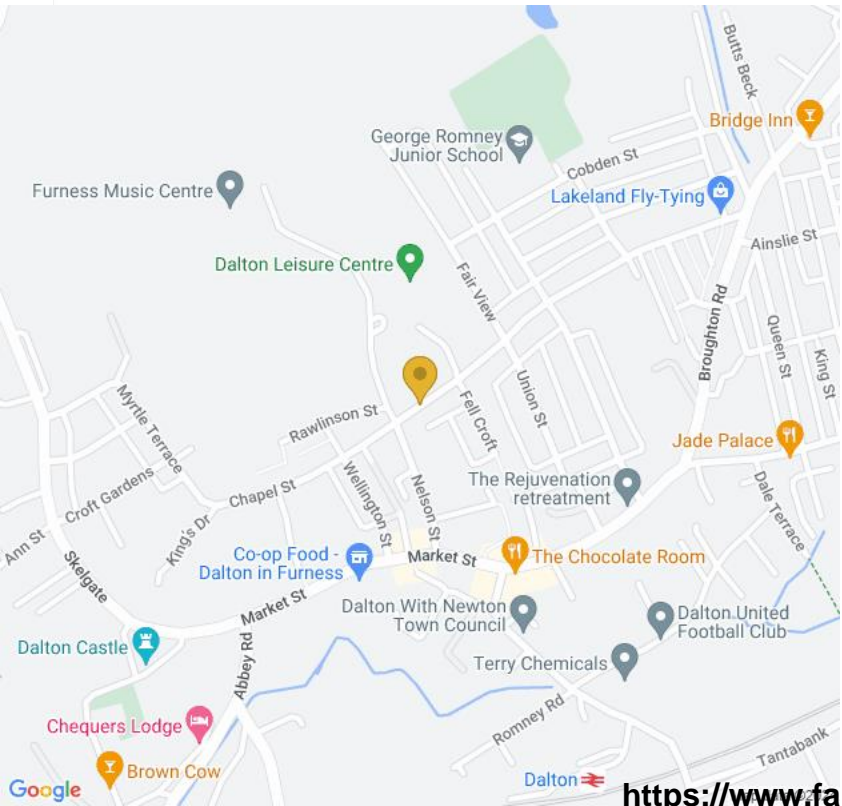 Butts Beck
Bridge Inn
George Romney
Junior School
Cobden St
Furness Music Centre
Lakeland Fly-Tying
Ainslie St
Dalton Leisure Centre
Fair View
Broughton Rd
Queen St
King St
Union St
Myrtle Terrace
Rawlinson St
Fell Croft
Jade Palace
Croft Gardens
Wellington St
Nelson St
The Rejuvenation
retreatment
Dale Terrace
Chapel St
King's Dr
Ann St
Skelgate
Co-op Food -
Dalton in Furness
Market St
The Chocolate Room
Market St
Dalton With Newton
Town Council
Dalton United
Football Club
Dalton Castle
Abbey Rd
Terry Chemicals
Chequers Lodge
Romney Rd
Tantabank
Brown Cow
Dalton
Google
https://www.fa